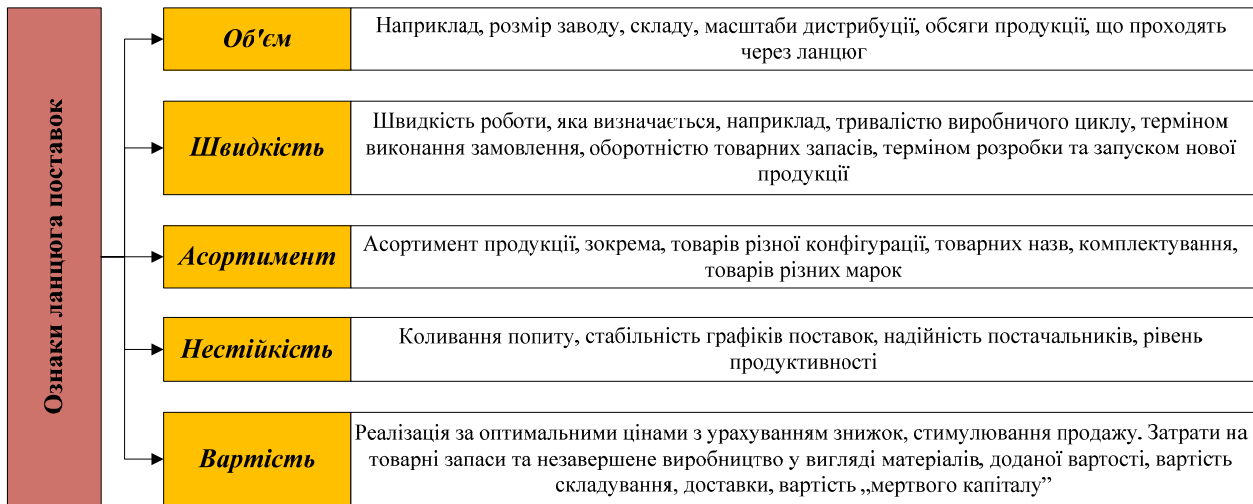 Ознаки ланцюга поставок
Об'єм
Наприклад, розмір заводу, складу, масштаби дистрибуції, обсяги продукції, що проходять
через ланцюг
Швидкість
Швидкість роботи, яка визначається, наприклад, тривалістю виробничого циклу, терміном
виконання замовлення, оборотністю товарних запасів, терміном розробки та запуском нової
продукції
Асортимент
Асортимент продукції, зокрема, товарів різної конфігурації, товарних назв, комплектування,
товарів різних марок
Нестійкість
Коливання попиту, стабільність графіків поставок, надійність постачальників, рівень
продуктивності
Вартість
Реалізація за оптимальними цінами з урахуванням знижок, стимулювання продажу. Затрати на
товарні запаси та незавершене виробництво у вигляді матеріалів, доданої вартості, вартість
складування, доставки, вартість „мертвого капіталу”